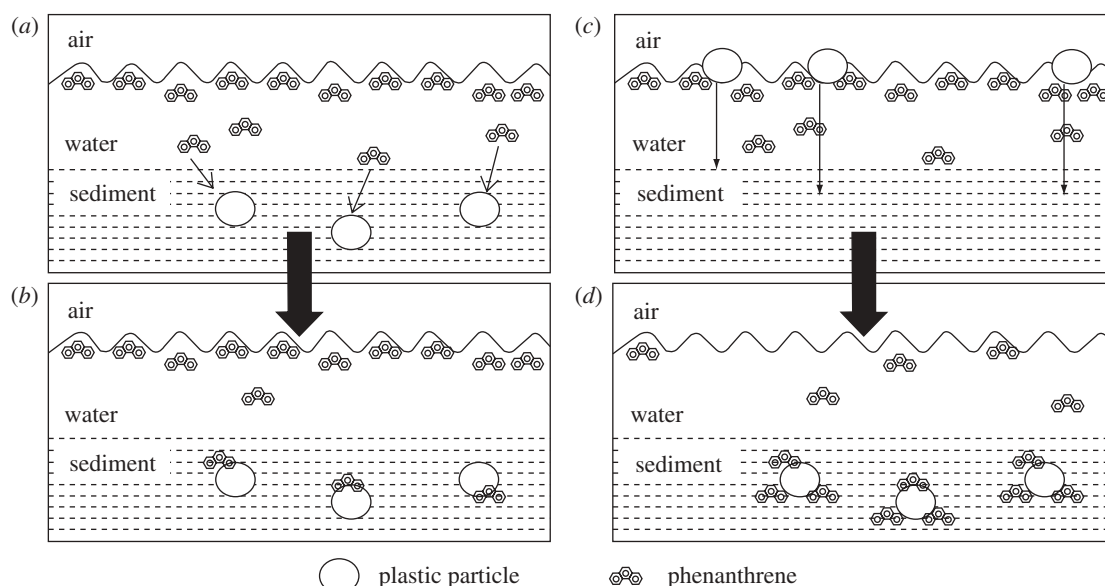 (a)
air
water
sediment
(b)
air
water
sediment
(c)
air
water
sediment
(d)
air
water
sediment
plastic particle
phenanthrene